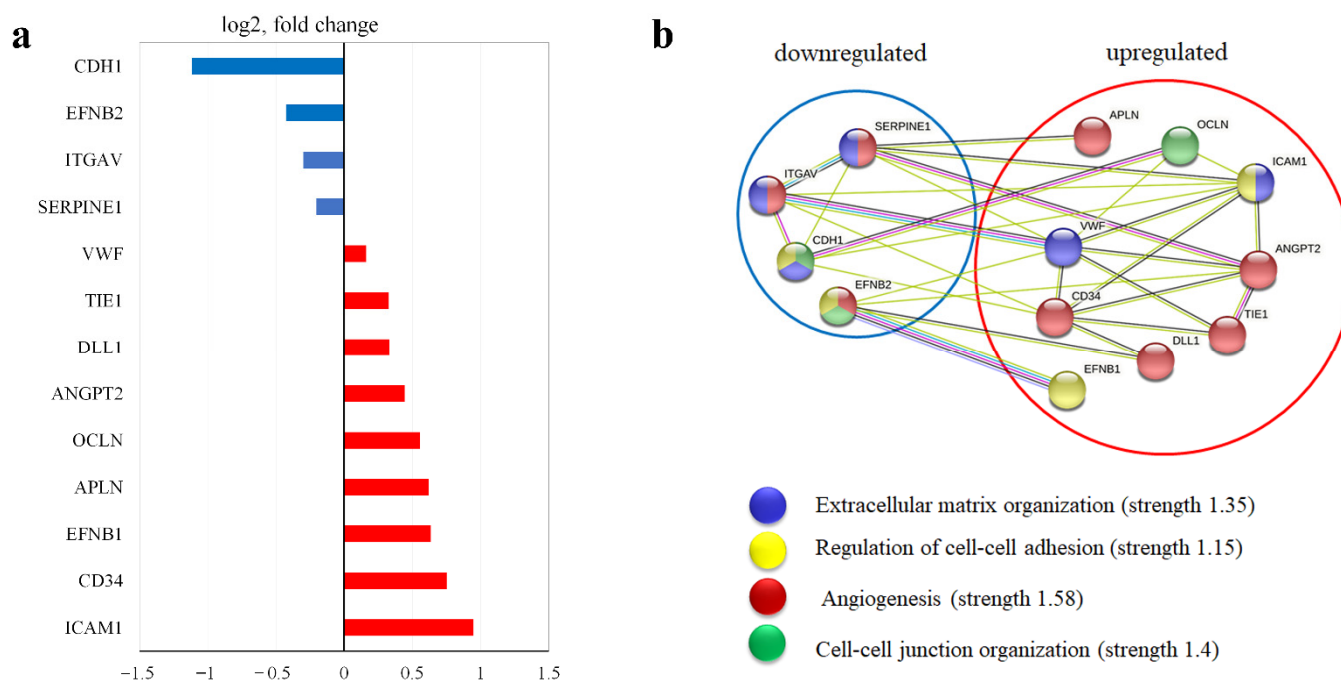 a
log2, fold change
CDH1
EFNB2
ITGAV
SERPINE1
VWF
TIE1
DLL1
ANGPT2
OCLN
APLN
EFNB1
CD34
ICAM1
−1.5 −1 −0.5 0 0.5 1 1.5
b
downregulated upregulated
SERPINE1
APLN
OCLN
ITGAV
ICAM1
CDH1
VWF
ANGPT2
EFNB2
CD34
TIE1
DLL1
EFNB1
Extracellular matrix organization (strength 1.35)
Regulation of cell-cell adhesion (strength 1.15)
Angiogenesis (strength 1.58)
Cell-cell junction organization (strength 1.4)